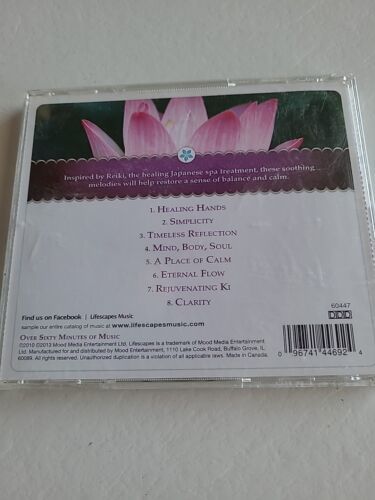 Inspired by Reiki, the healing Japanese spa treatment, these soothing
melodies will help restore a sense of balance and calm.
1. HEALING HANDS
2. SIMPLICITY
3. TIMELESS REFLECTION
4. MIND, BODY, SOUL
5. A PLACE OF CALM
6. ETERNAL FLOW
7. REJUVENATING KI
8. CLARITY
60447
DDD
Find us on Facebook | Lifescapes Music
sample our entire catalog of music at www.lifescapesmusic.com
OVER SIXTY MINUTES OF MUSIC
©2010 ℗2013 Mood Media Entertainment Ltd. Lifescapes is a trademark of Mood Media Entertainment
Ltd. Manufactured for and distributed by Mood Entertainment, 1110 Lake Cook Road, Buffalo Grove, IL
60089. All rights reserved. Unauthorized duplication is a violation of all applicable laws. Made in Canada.
0 96741 44692 4